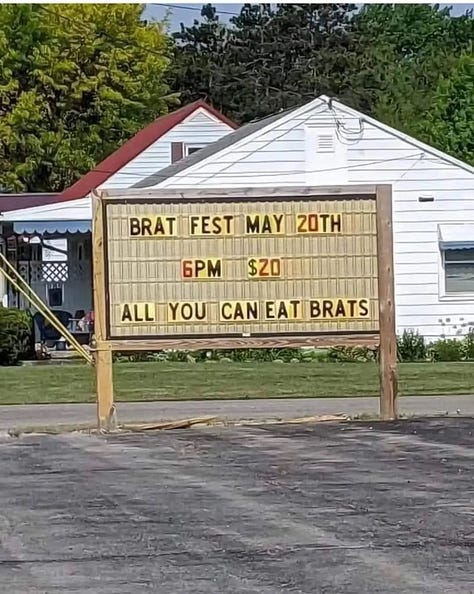 BRAT FEST MAY 20TH
6PM $20
ALL YOU CAN EAT BRATS